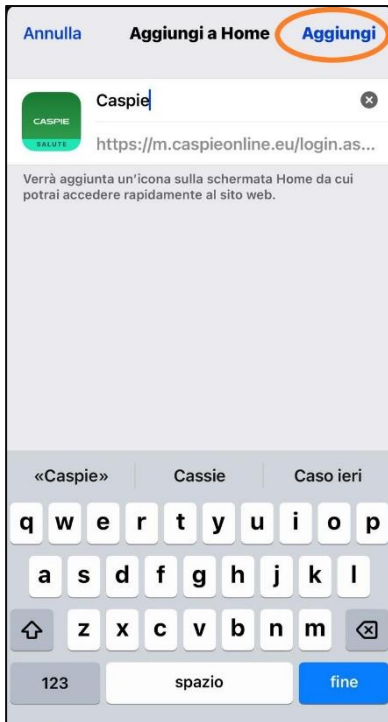 Annulla Aggiungi a Home Aggiungi
CASPIE
SALUTE
Caspie
https://m.caspieonline.eu/login.as...
Verrà aggiunta un'icona sulla schermata Home da cui
potrai accedere rapidamente al sito web.
«Caspie» Cassie Caso ieri
q w e r t y u i o p
a s d f g h j k l
z x c v b n m
123 spazio fine